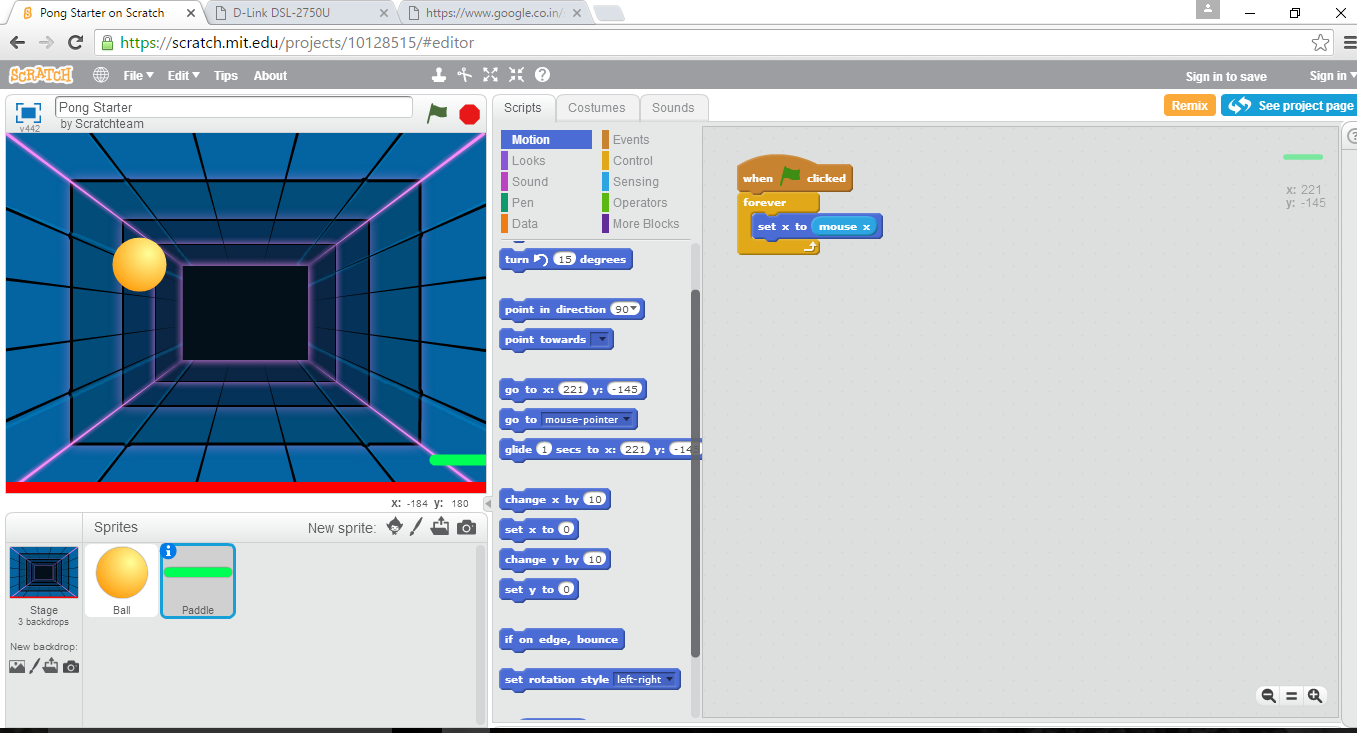 Pong Starter on Scratch
D-Link DSL-2750U
https://www.google.co.in/
https://scratch.mit.edu/projects/10128515/#editor
SCRATCH
File
Edit
Tips
About
Sign in to save
Sign in
v442
Pong Starter
by Scratchteam
Scripts
Costumes
Sounds
Remix
See project page
Motion
Events
Looks
Control
Sound
Sensing
Pen
Operators
Data
More Blocks
turn 15 degrees
point in direction 90
point towards
go to x: 221 y: -145
go to mouse-pointer
glide 1 secs to x: 221 y: -145
change x by 10
set x to 0
change y by 10
set y to 0
if on edge, bounce
set rotation style left-right
when clicked
forever
set x to mouse x
x: 221
y: -145
x: -184 y: 180
Sprites
New sprite:
Stage
3 backdrops
New backdrop:
Ball
Paddle